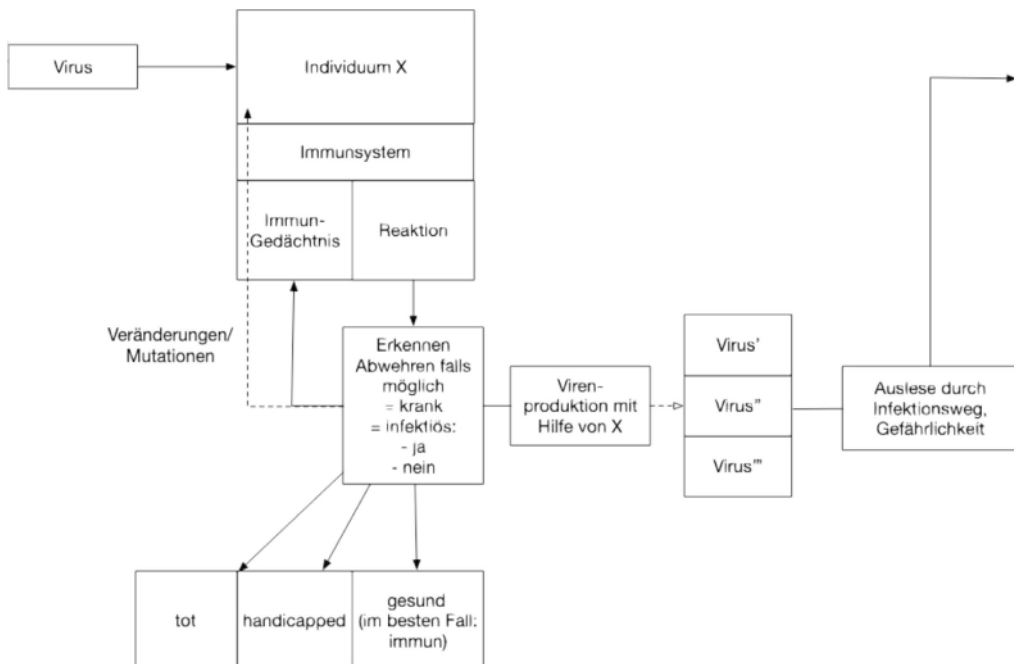 Virus
Individuum X
Immunsystem
Immun-
Gedächtnis
Reaktion
Veränderungen/
Mutationen
Erkennen
Abwehren falls
möglich
= krank
= infektiös:
- ja
- nein
Viren-
produktion mit
Hilfe von X
Virus'
Virus"
Virus'"
Auslese durch
Infektionsweg,
Gefährlichkeit
tot
handicapped
gesund
(im besten Fall:
immun)